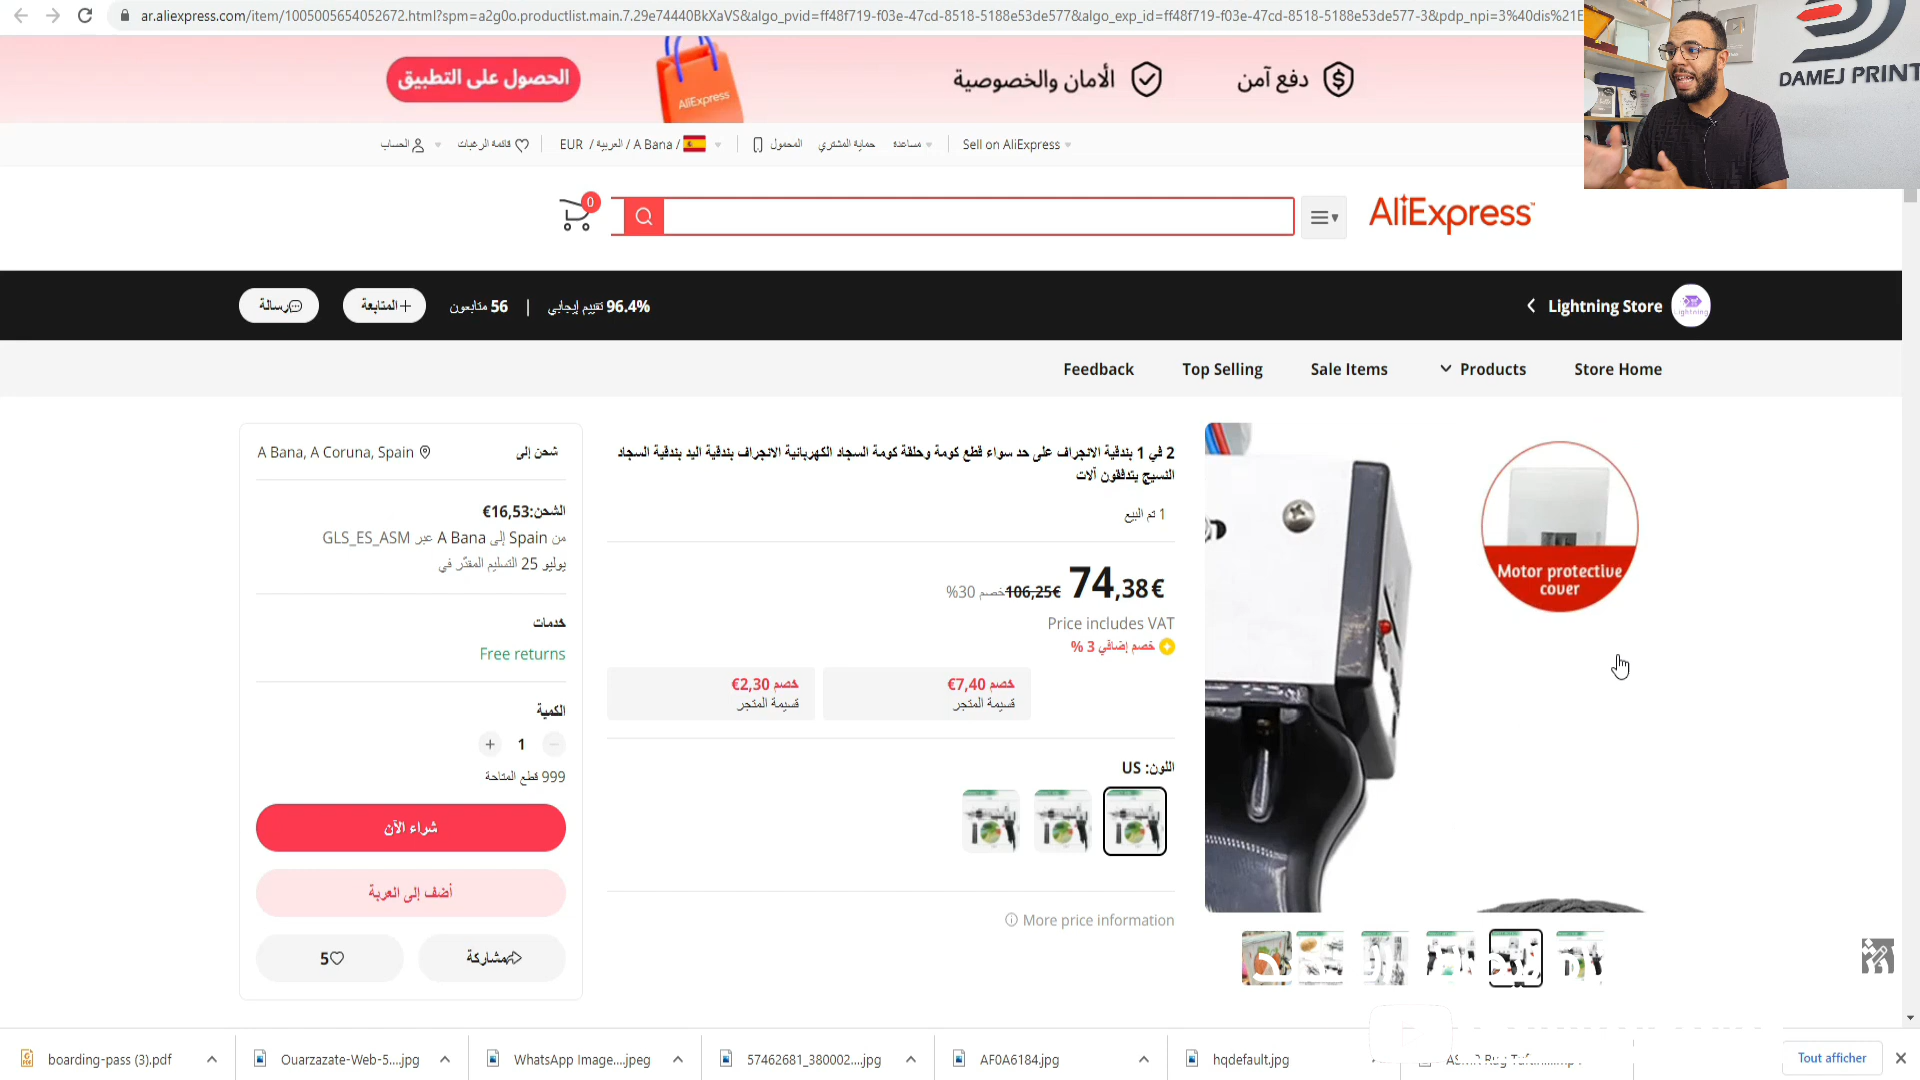 ar.aliexpress.com/item/1005005654052672.html?spm=a2g0o.productlist.main.7.29e74440BkXaVS&algo_pvid=ff48f719-f03e-47cd-8518-5188e53de577&algo_exp_id=ff48f719-f03e-47cd-8518-5188e53de577-3&pdp_npi=3%40dis%21E
DAMEJ PRINT
دفع آمن
الأمان والخصوصية
AliExpress
الحصول على التطبيق
الحساب
قائمة الرغبات
EUR / العربية / A Bana /
المحمول
حماية المشتري
مساعدة
Sell on AliExpress
0
AliExpress
Lightning Store
Lightning
96.4% تقييم إيجابي | 56 متابعون
المتابعة
رسالة
Feedback
Top Selling
Sale Items
Products
Store Home
شحن إلى
A Bana, A Coruna, Spain
الشحن:€16,53
من Spain إلى A Bana عبر GLS_ES_ASM
يوليو 25 التسليم المقدّر في
خدمات
Free returns
الكمية
+ 1
999 قطع المتاحة
شراء الآن
أضف إلى العربة
5
مشاركة
2 في 1 بندقية الانجراف على حد سواء قطع كومة وحلقة كومة السجاد الكهربائية الانجراف بندقية اليد بندقية السجاد
النسيج يتدفقون آلات
1 تم البيع
74,38€ 106,25€ خصم 30%
Price includes VAT
خصم إضافي 3 %
خصم 7,40€
قسيمة المتجر
خصم 2,30€
قسيمة المتجر
اللون: US
More price information
Motor protective
cover
boarding-pass (3).pdf
Ouarzazate-Web-5....jpg
WhatsApp Image....jpeg
57462681_380002....jpg
AF0A6184.jpg
hqdefault.jpg
Tout afficher